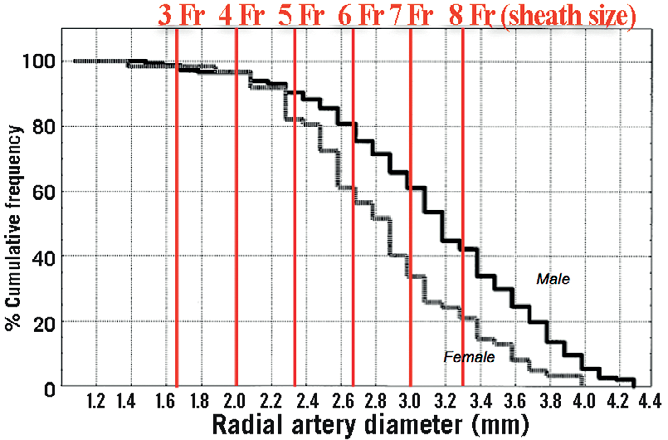 3 Fr 4 Fr 5 Fr 6 Fr 7 Fr 8 Fr (sheath size)
% Cumulative frequency
100
80
60
40
20
0
Male
Female
1.2 1.4 1.6 1.8 2.0 2.2 2.4 2.6 2.8 3.0 3.2 3.4 3.6 3.8 4.0 4.2 4.4
Radial artery diameter (mm)